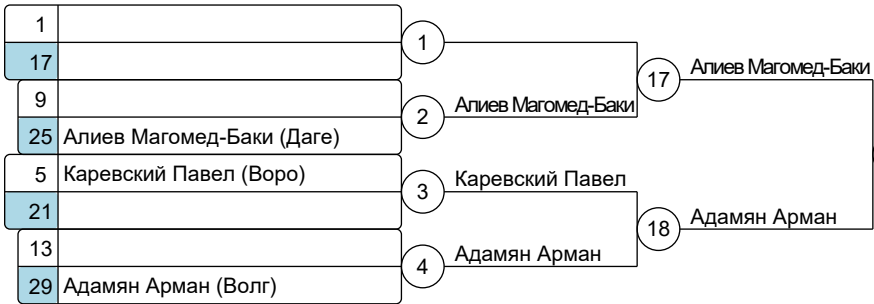 1
17
9
25 Алиев Магомед-Баки (Даге)
5 Каревский Павел (Воро)
21
13
29 Адамян Арман (Волг)
1
2 Алиев Магомед-Баки
3 Каревский Павел
4 Адамян Арман
17 Алиев Магомед-Баки
18 Адамян Арман